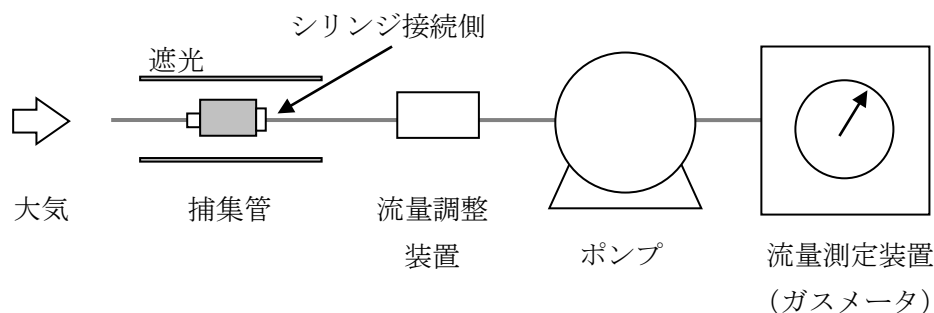 シリンジ接続側
遮光
大気
捕集管
流量調整
装置
ポンプ
流量測定装置
（ガスメータ）